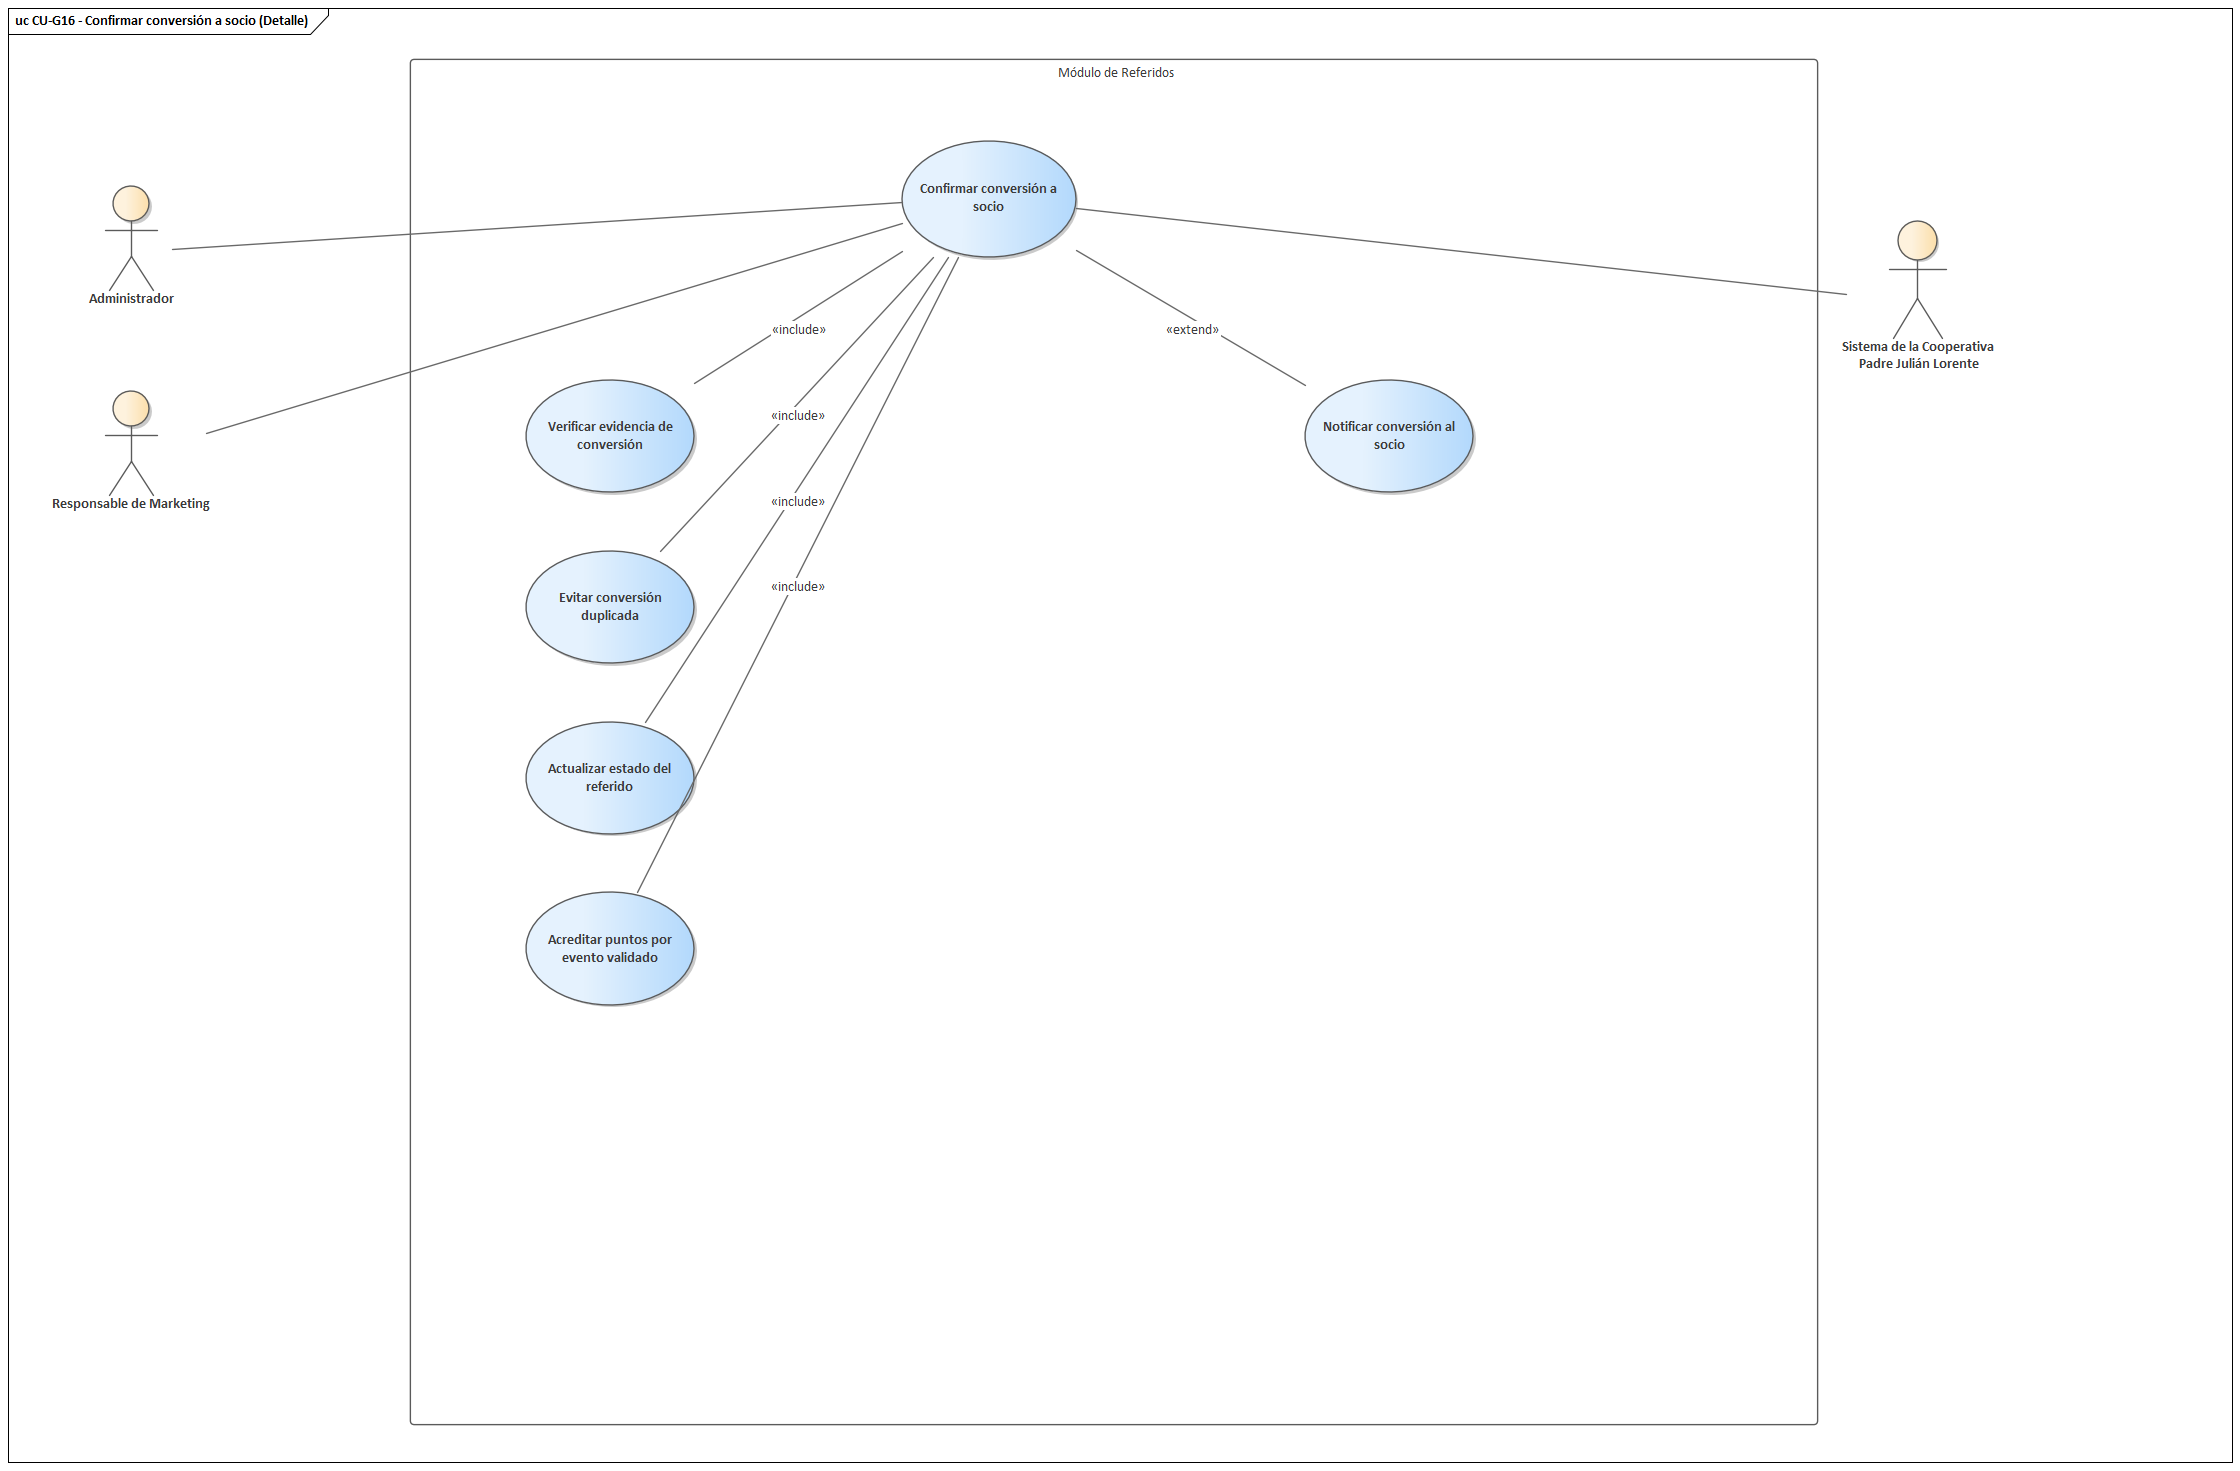 uc CU-G16 - Confirmar conversión a socio (Detalle)
Módulo de Referidos
Confirmar conversión a
socio
Administrador
Sistema de la Cooperativa
Padre Julián Lorente
«include»
«extend»
Responsable de Marketing
Verificar evidencia de
conversión
Notificar conversión al
socio
«include»
«include»
«include»
Evitar conversión
duplicada
Actualizar estado del
referido
Acreditar puntos por
evento validado